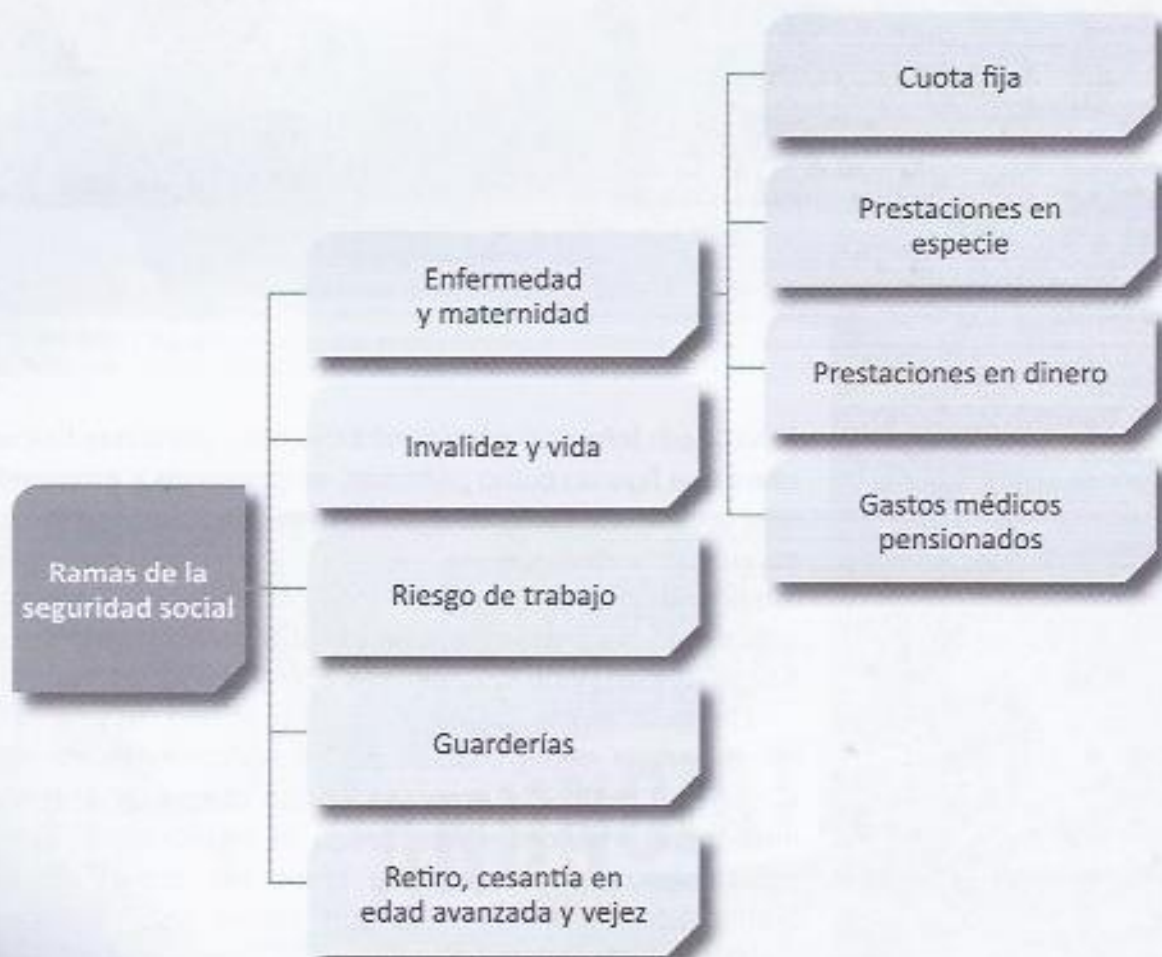 Ramas de la
seguridad social
Enfermedad
y maternidad
Invalidez y vida
Riesgo de trabajo
Guarderías
Retiro, cesantía en
edad avanzada y vejez
Cuota fija
Prestaciones en
especie
Prestaciones en dinero
Gastos médicos
pensionados